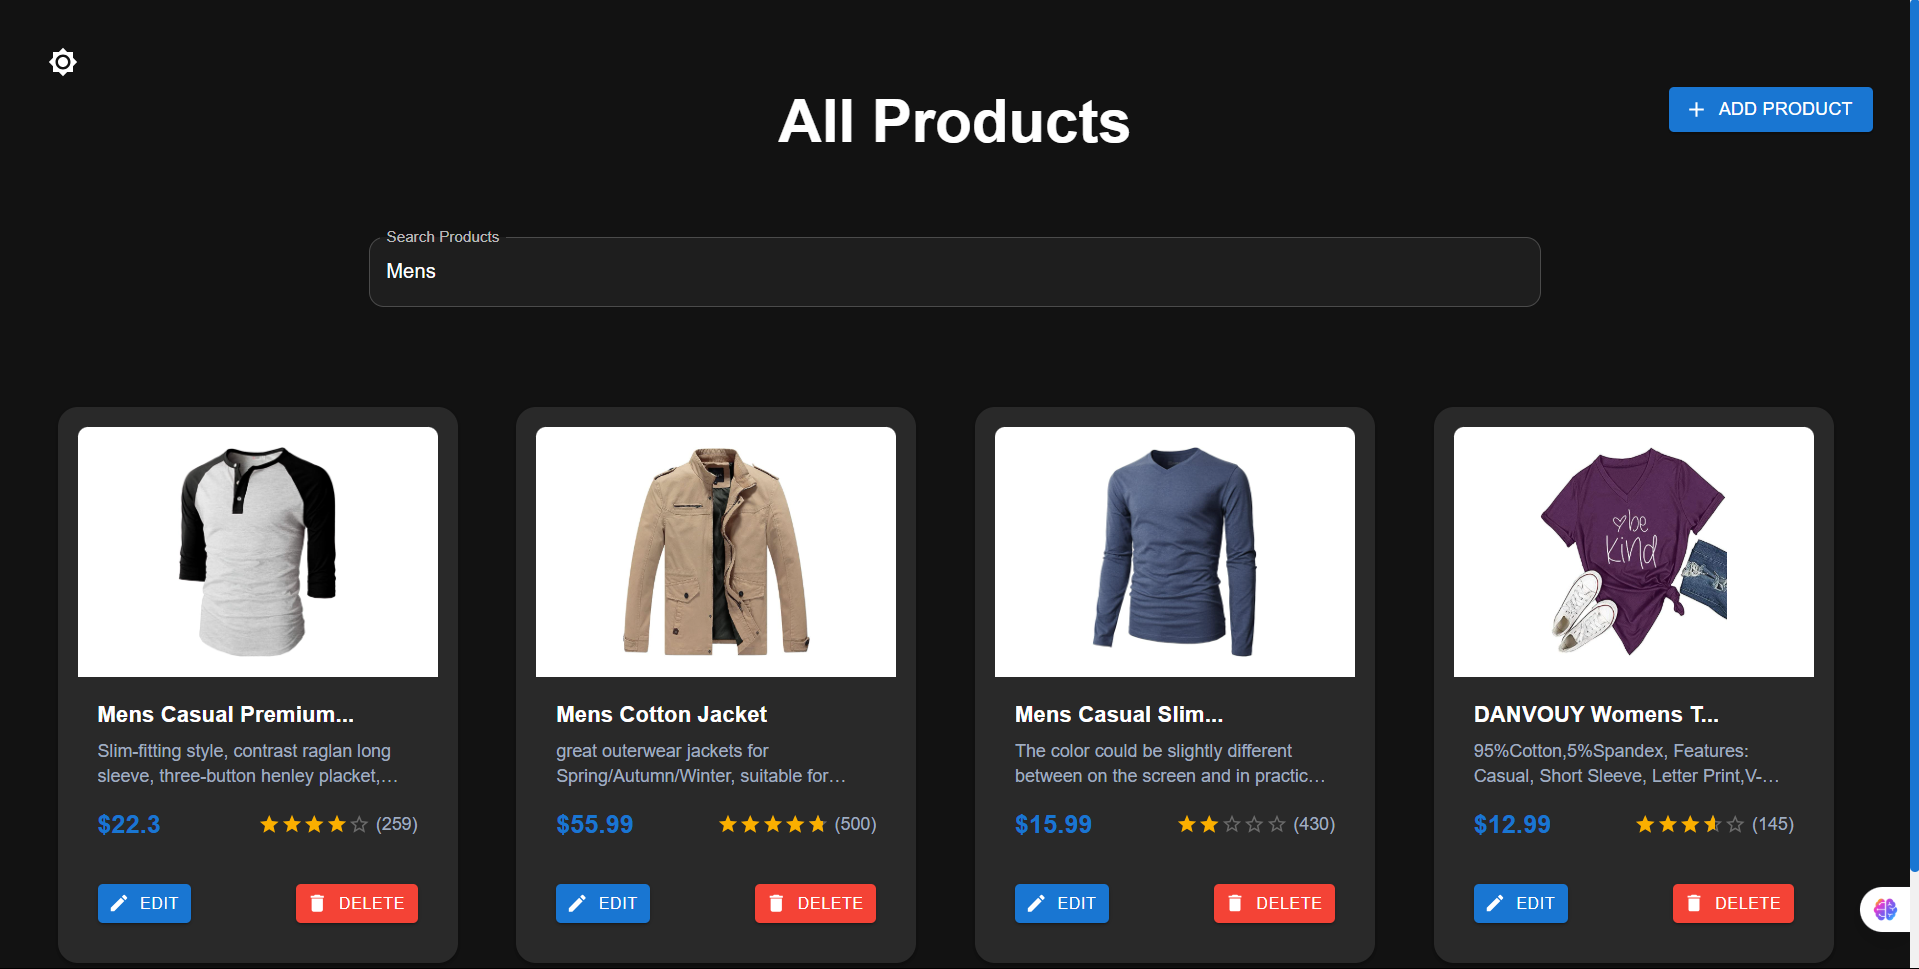 All Products
ADD PRODUCT
Search Products
Mens
be
kind
Mens Casual Premium...
Slim-fitting style, contrast raglan long
sleeve, three-button henley placket,...
$22.3
(259)
EDIT
DELETE
Mens Cotton Jacket
great outerwear jackets for
Spring/Autumn/Winter, suitable for...
$55.99
(500)
EDIT
DELETE
Mens Casual Slim...
The color could be slightly different
between on the screen and in practic...
$15.99
(430)
EDIT
DELETE
DANVOUY Womens T...
95%Cotton,5%Spandex, Features:
Casual, Short Sleeve, Letter Print,V-...
$12.99
(145)
EDIT
DELETE